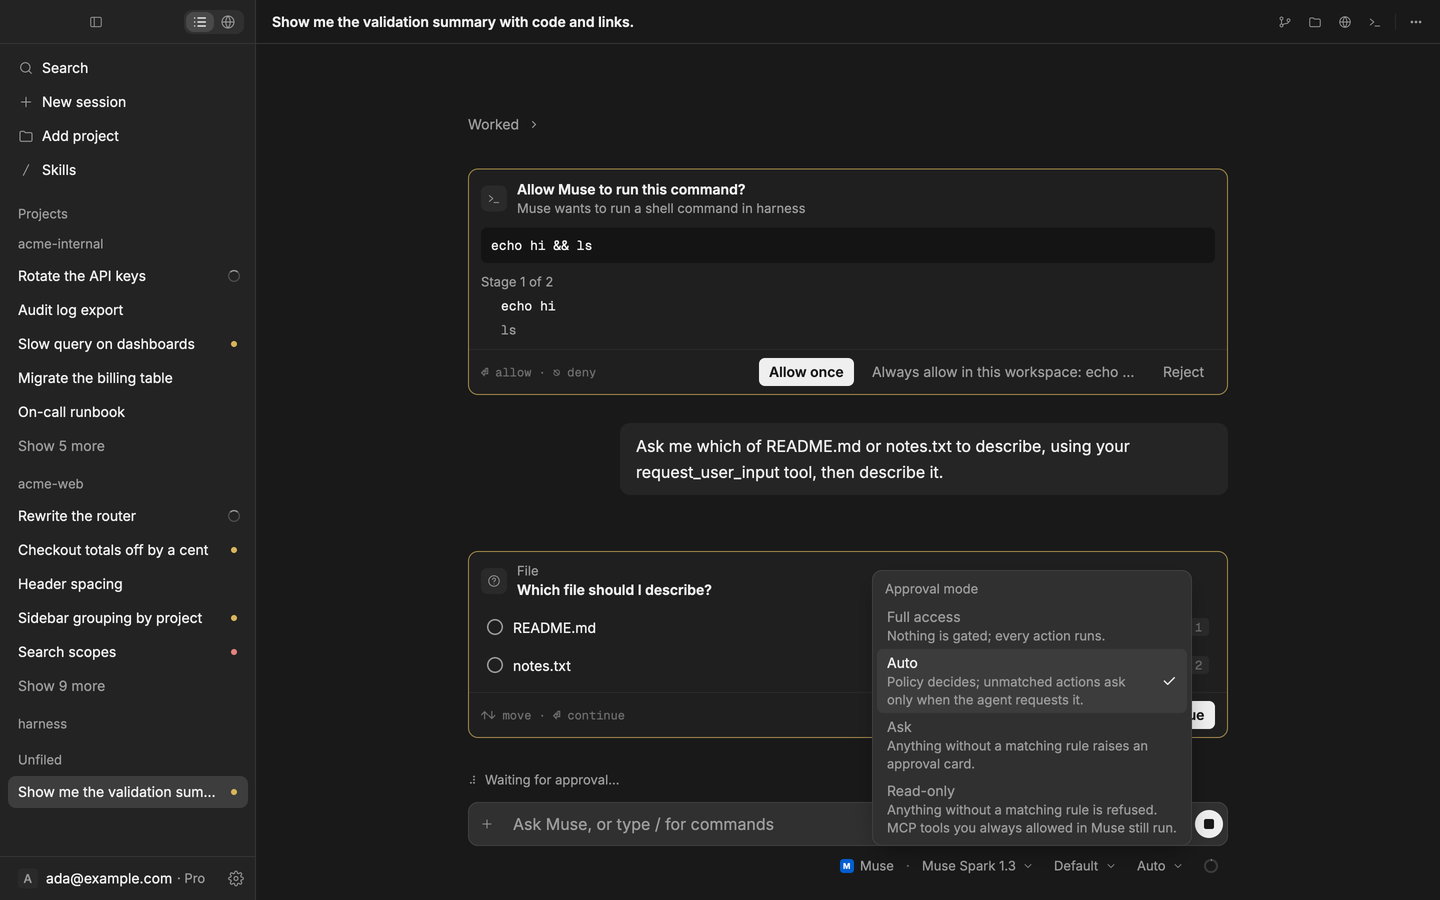 Show me the validation summary with code and links.
Search
New session
Add project
Skills
Projects
acme-internal
Rotate the API keys
Audit log export
Slow query on dashboards
Migrate the billing table
On-call runbook
Show 5 more
acme-web
Rewrite the router
Checkout totals off by a cent
Header spacing
Sidebar grouping by project
Search scopes
Show 9 more
harness
Unfiled
Show me the validation sum...
A ada@example.com · Pro
Worked
Allow Muse to run this command?
Muse wants to run a shell command in harness
echo hi && ls
Stage 1 of 2
echo hi
ls
allow · deny
Allow once
Always allow in this workspace: echo ...
Reject
Ask me which of README.md or notes.txt to describe, using your
request_user_input tool, then describe it.
File
Which file should I describe?
README.md
1
notes.txt
2
move · continue
ue
Approval mode
Full access
Nothing is gated; every action runs.
Auto
Policy decides; unmatched actions ask
only when the agent requests it.
Ask
Anything without a matching rule raises an
approval card.
Read-only
Anything without a matching rule is refused.
MCP tools you always allowed in Muse still run.
Waiting for approval...
Ask Muse, or type / for commands
M Muse · Muse Spark 1.3 Default Auto